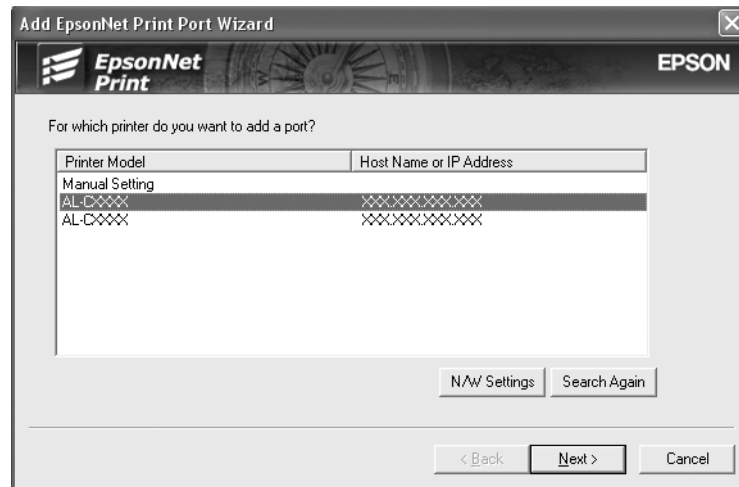 Add EpsonNet Print Port Wizard
EpsonNet
Print
EPSON
For which printer do you want to add a port?
Printer Model Host Name or IP Address
Manual Setting
AL-CXXXX XXX.XXX.XXX.XXX
AL-CXXXX XXX.XXX.XXX.XXX
N/W Settings Search Again
< Back Next > Cancel